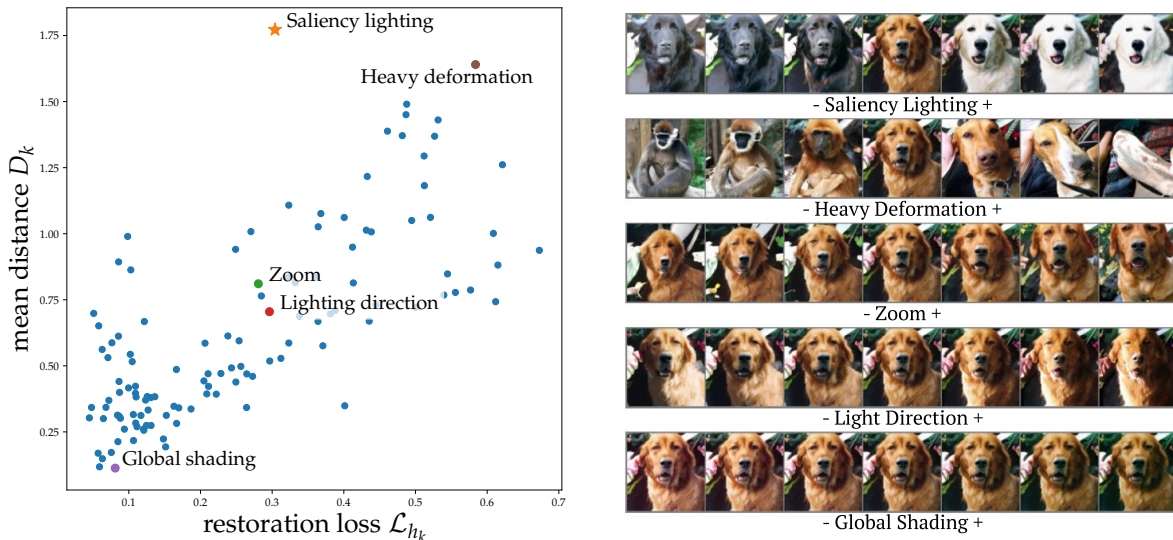 mean distance D_k
1.75
1.50
1.25
1.00
0.75
0.50
0.25
Saliency lighting
Heavy deformation
Zoom
Lighting direction
Global shading
0.1 0.2 0.3 0.4 0.5 0.6 0.7
restoration loss ℒ_{h_k}
- Saliency Lighting +
- Heavy Deformation +
- Zoom +
- Light Direction +
- Global Shading +